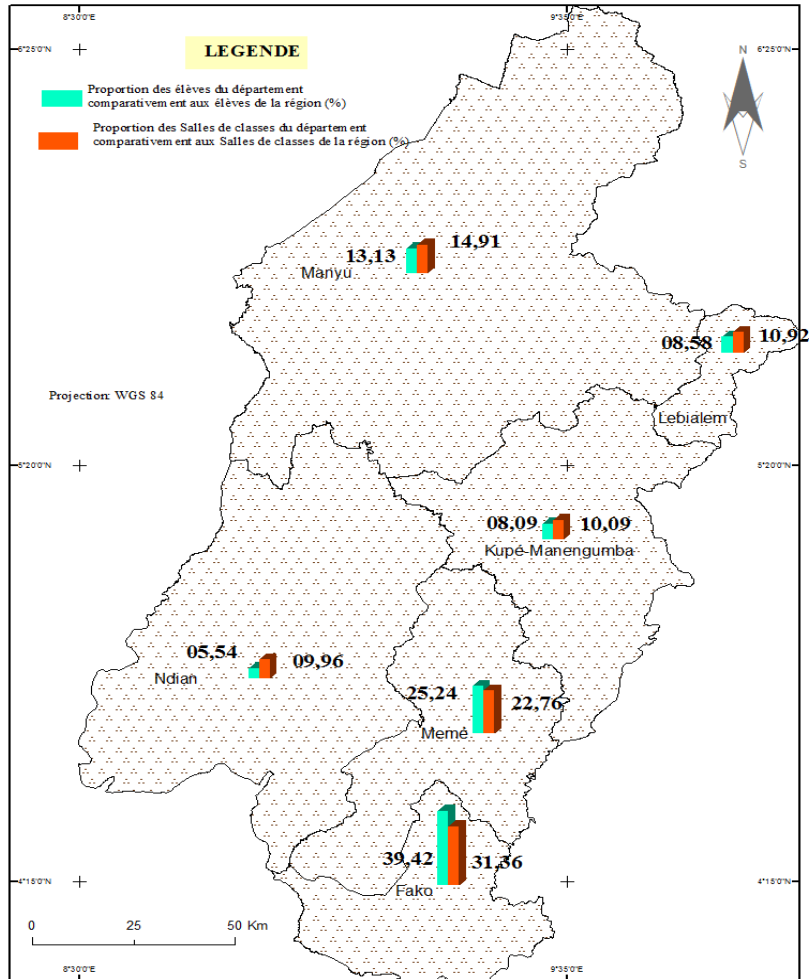 8°30'0"E 9°35'0"E
6°25'0"N 6°25'0"N
LEGENDE
N
Proportion des élèves du département
comparativement aux élèves de la région (%)
Proportion des Salles de classes du département
comparativement aux Salles de classes de la région (%)
S
13,13 14,91
Manyu
08,58 10,92
Projection: WGS 84
Lebialem
5°20'0"N 5°20'0"N
08,09 10,09
Kupé-Manengumba
05,54 09,96
Ndian
25,24 22,76
Memé
39,42 31,36
Fako
4°15'0"N 4°15'0"N
0 25 50 Km
8°30'0"E 9°35'0"E